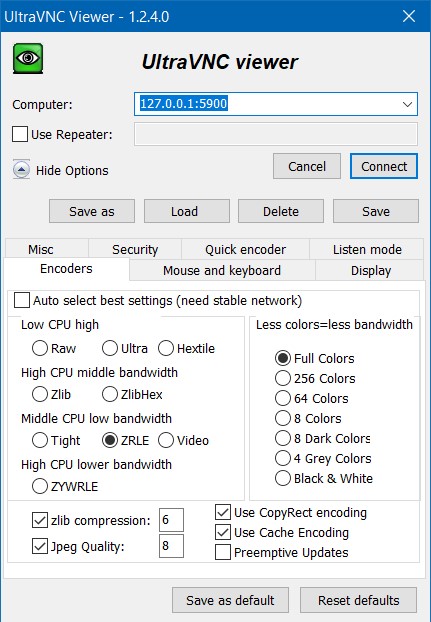 UltraVNC Viewer - 1.2.4.0
UltraVNC viewer
Computer: 127.0.0.1:5900
Use Repeater:
Hide Options Cancel Connect
Save as Load Delete Save
Misc Security Quick encoder Listen mode
Encoders Mouse and keyboard Display
Auto select best settings (need stable network)
Low CPU high
Raw Ultra Hextile
High CPU middle bandwidth
Zlib ZlibHex
Middle CPU low bandwidth
Tight ZRLE Video
High CPU lower bandwidth
ZYWRLE
Less colors=less bandwidth
Full Colors
256 Colors
64 Colors
8 Colors
8 Dark Colors
4 Grey Colors
Black & White
zlib compression: 6
Jpeg Quality: 8
Use CopyRect encoding
Use Cache Encoding
Preemptive Updates
Save as default Reset defaults